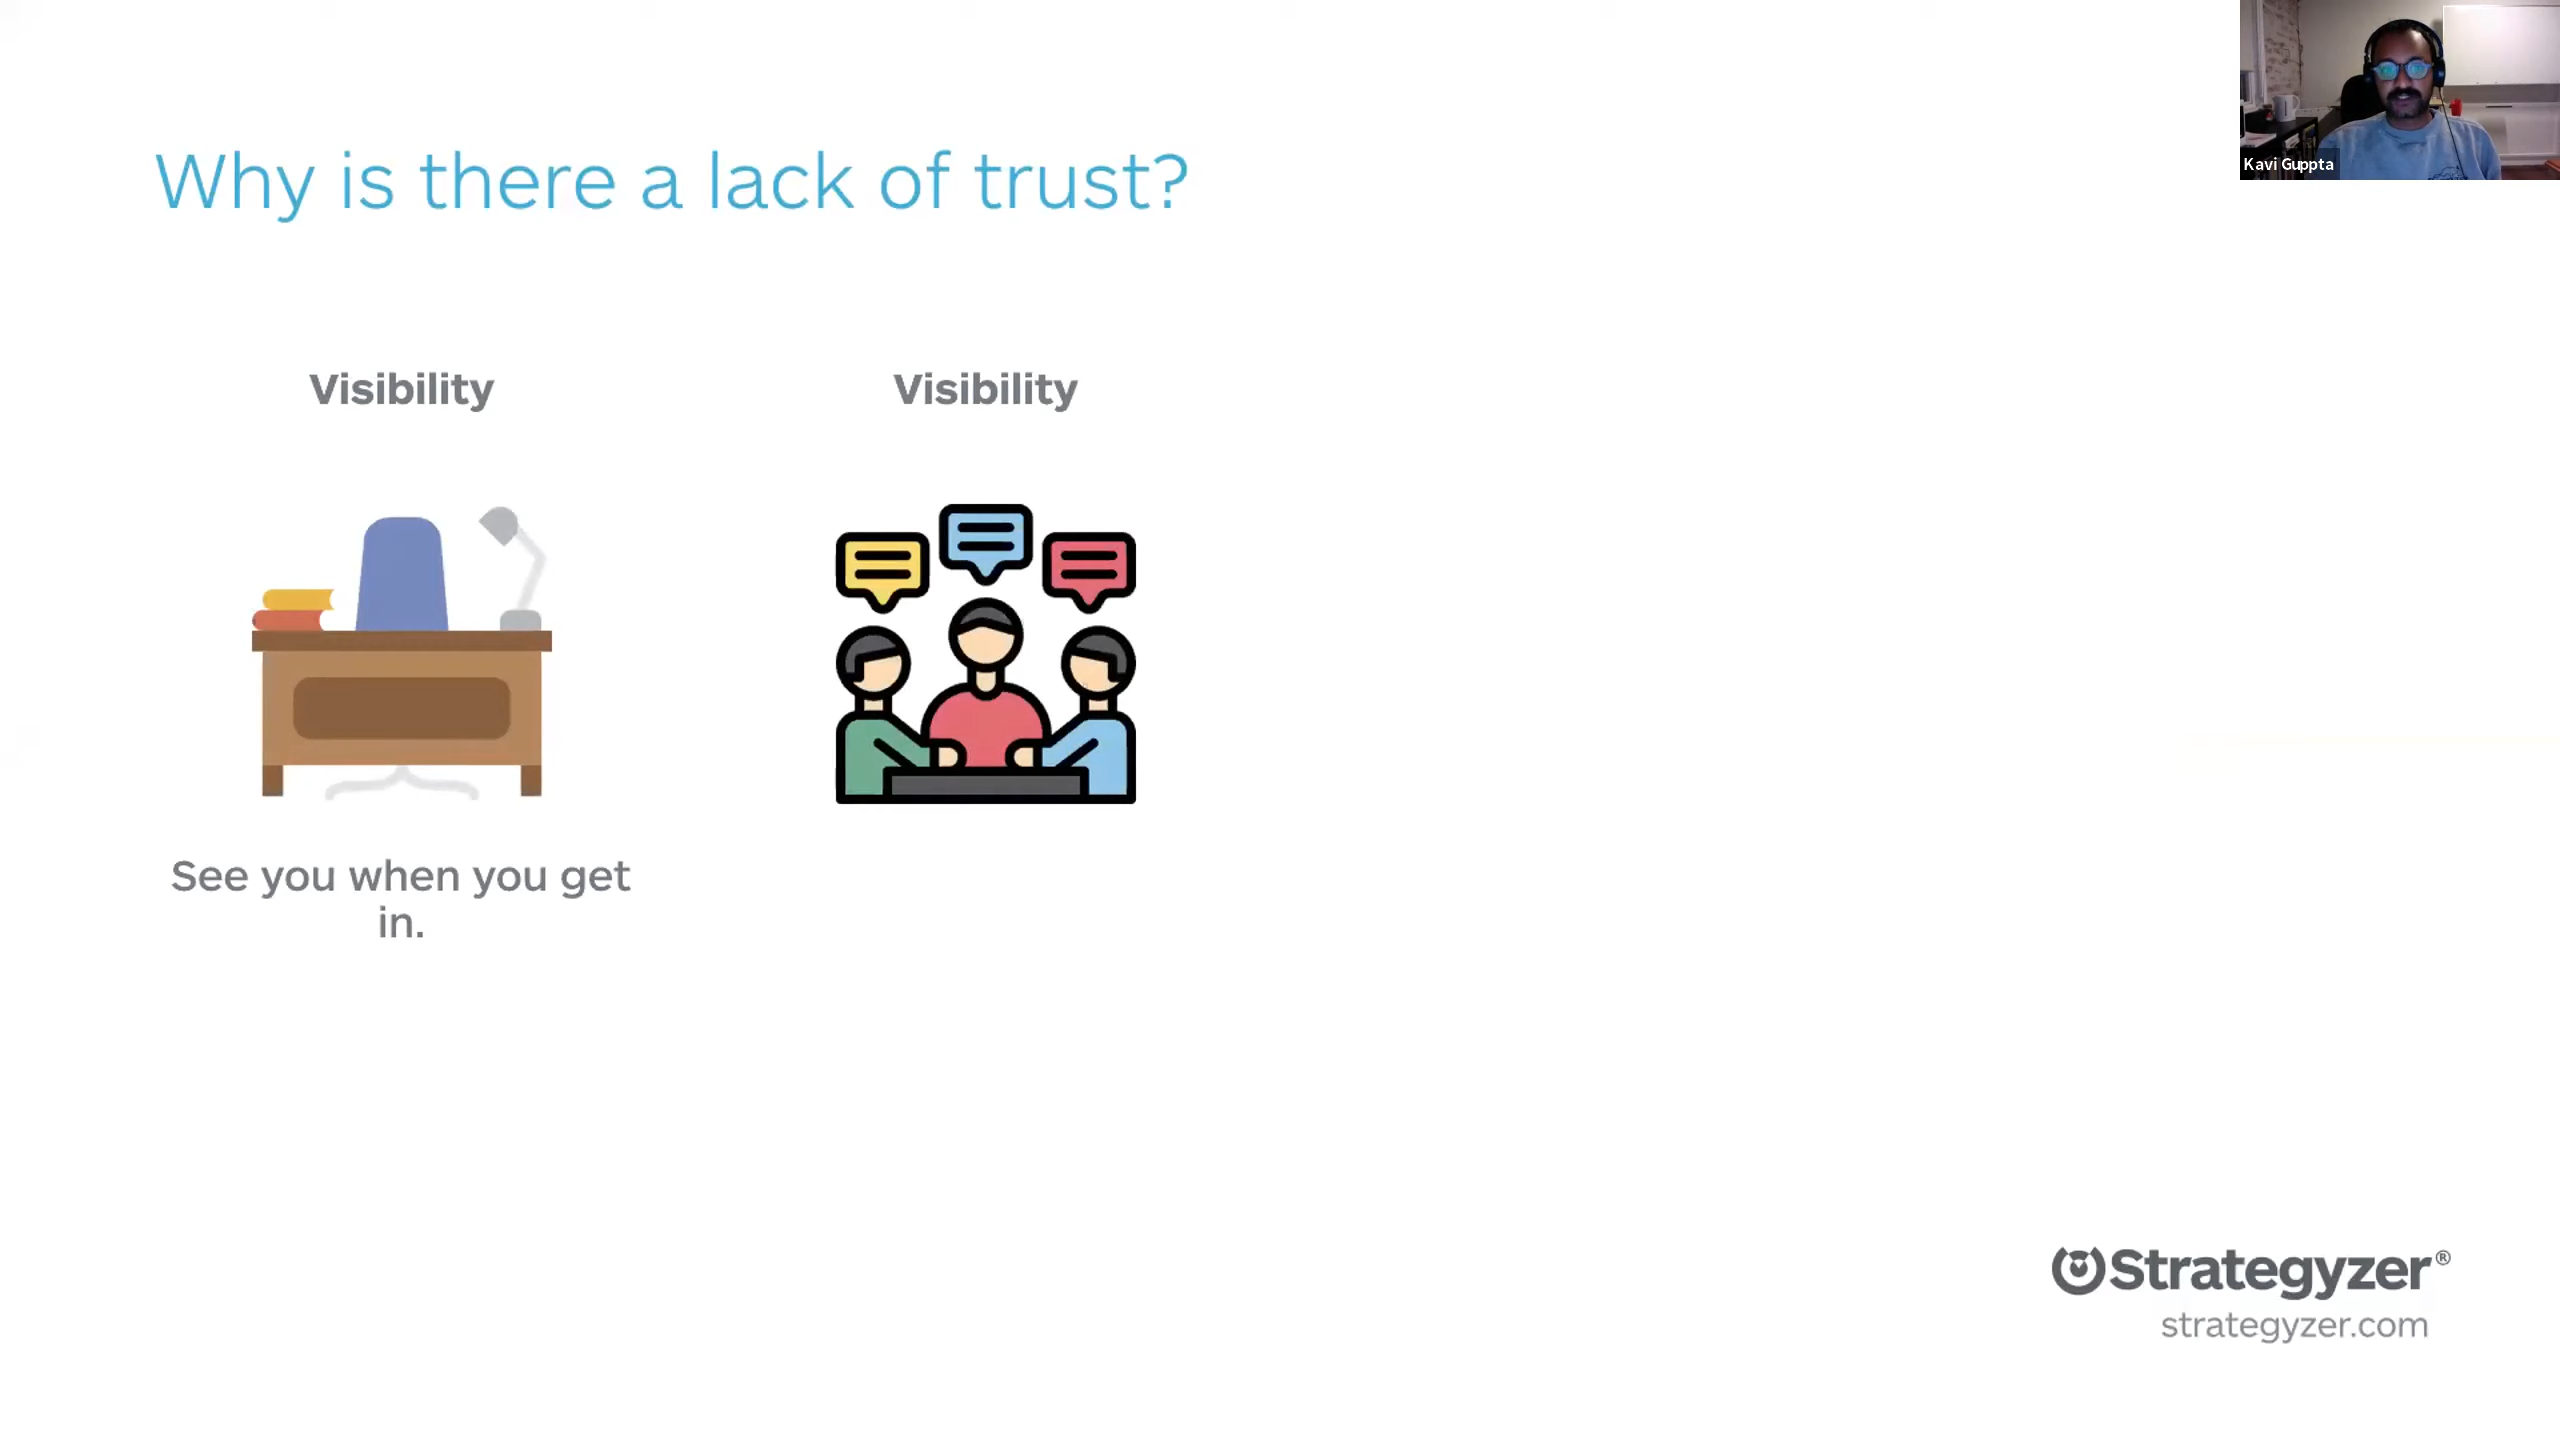 Kavi Guppta
Why is there a lack of trust?
Visibility
Visibility
See you when you get
in.
Strategyzer®
strategyzer.com